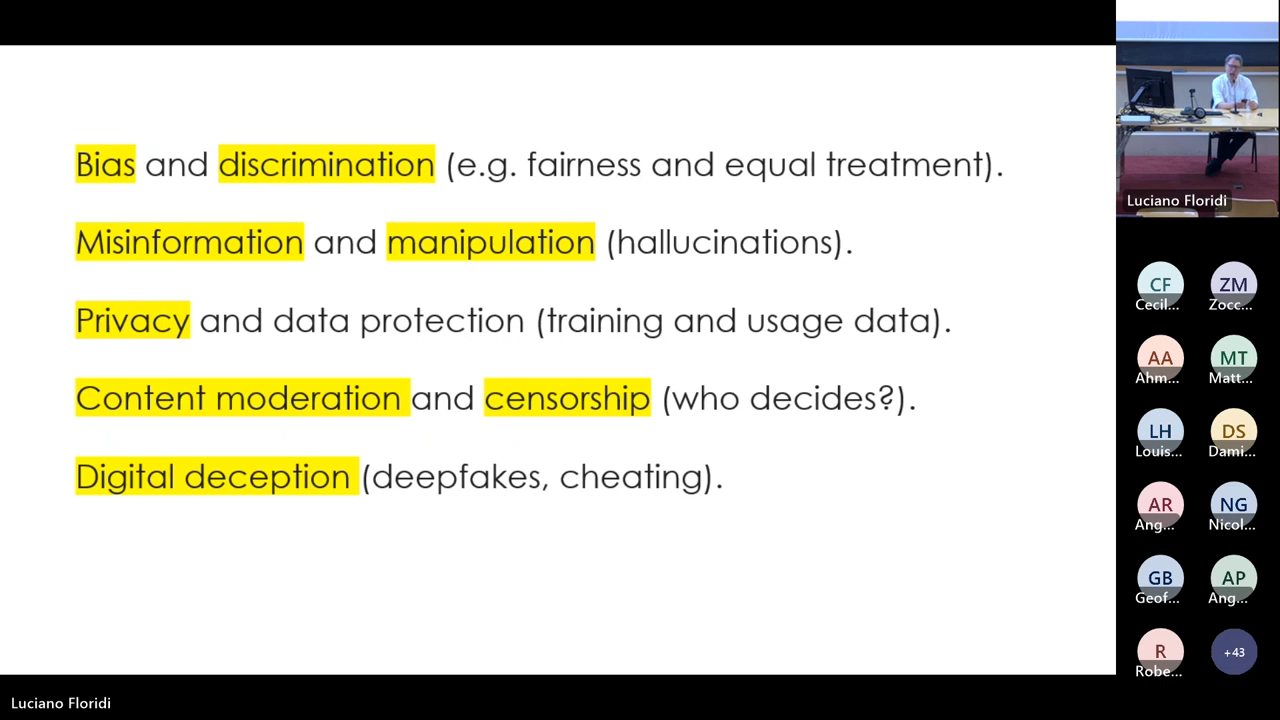 Bias and discrimination (e.g. fairness and equal treatment).
Misinformation and manipulation (hallucinations).
Privacy and data protection (training and usage data).
Content moderation and censorship (who decides?).
Digital deception (deepfakes, cheating).
Luciano Floridi
CF ZM
Cecil... Zocc...
AA MT
Ahm... Matt...
LH DS
Louis... Dami...
AR NG
Ang... Nicol...
GB AP
Geof... Ang...
R +43
Robe...
Luciano Floridi